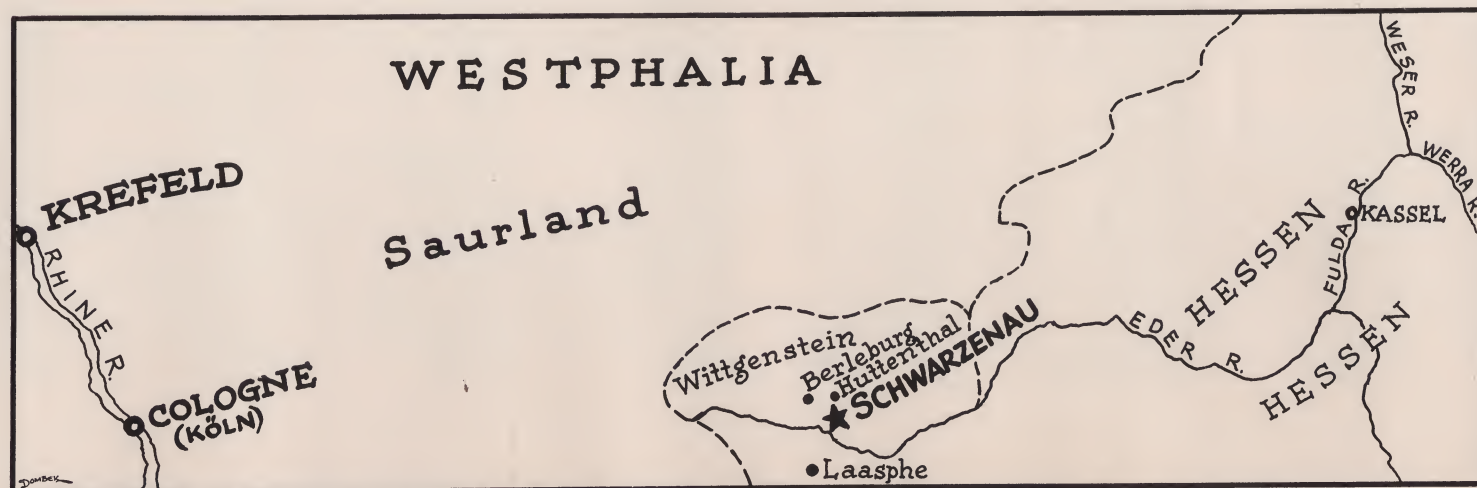 WESTPHALIA
WESER R.
WERRA R.
KREFELD
Saurland
HESSEN
FULDA R.
KASSEL
RHINE R.
Wittgenstein
Berleburg
Huttenthal
SCHWARZENAU
EDER R.
HESSEN
COLOGNE
(KÖLN)
Laasphe
DOMBEK